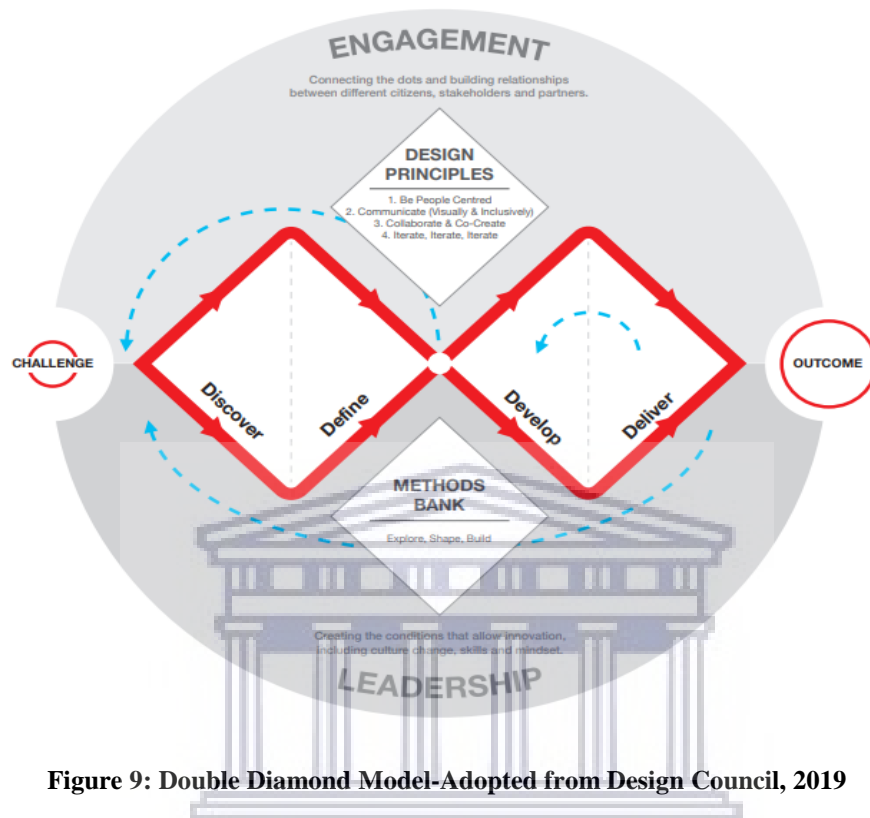 ENGAGEMENT
Connecting the dots and building relationships
between different citizens, stakeholders and partners.
DESIGN
PRINCIPLES
1. Be People Centred
2. Communicate (Visually & Inclusively)
3. Collaborate & Co-Create
4. Iterate, Iterate, Iterate
CHALLENGE
Discover
Define
Develop
Deliver
OUTCOME
METHODS
BANK
Explore, Shape, Build
Creating the conditions that allow innovation,
including culture change, skills and mindset.
LEADERSHIP
Figure 9: Double Diamond Model-Adopted from Design Council, 2019